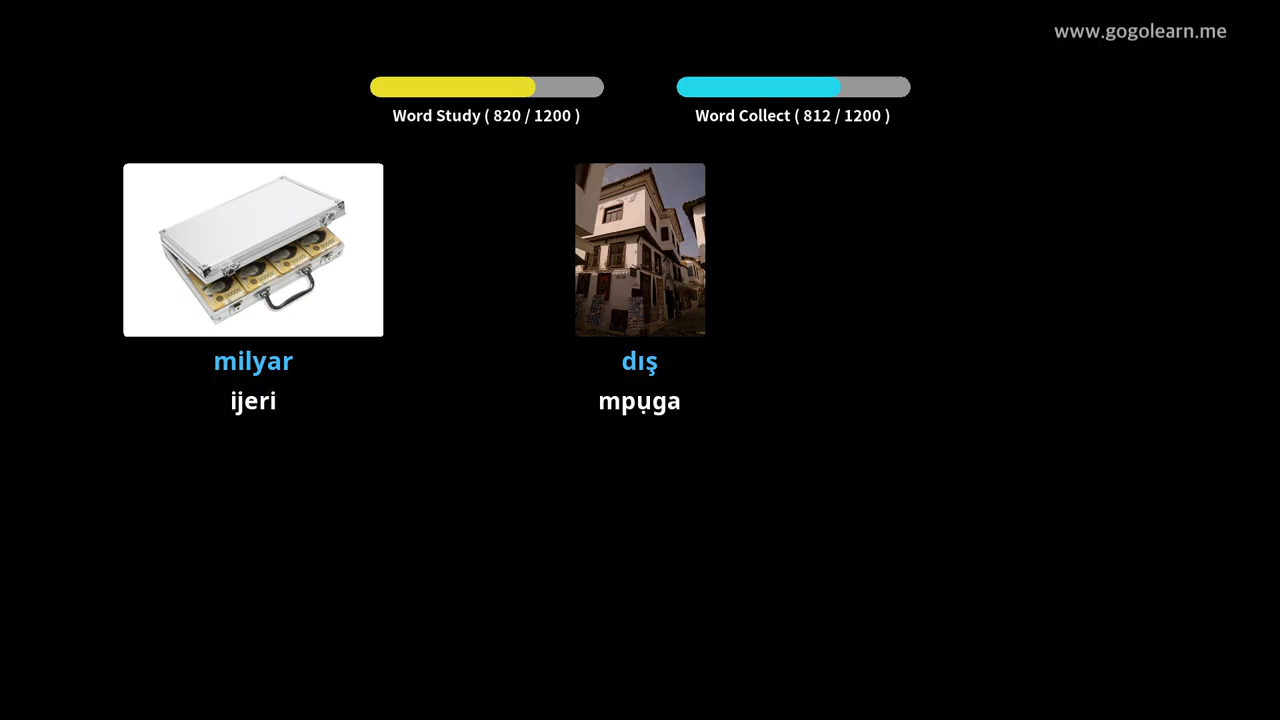 www.gogolearn.me
Word Study ( 820 / 1200 )
Word Collect ( 812 / 1200 )
milyar
ijeri
dış
mpụga